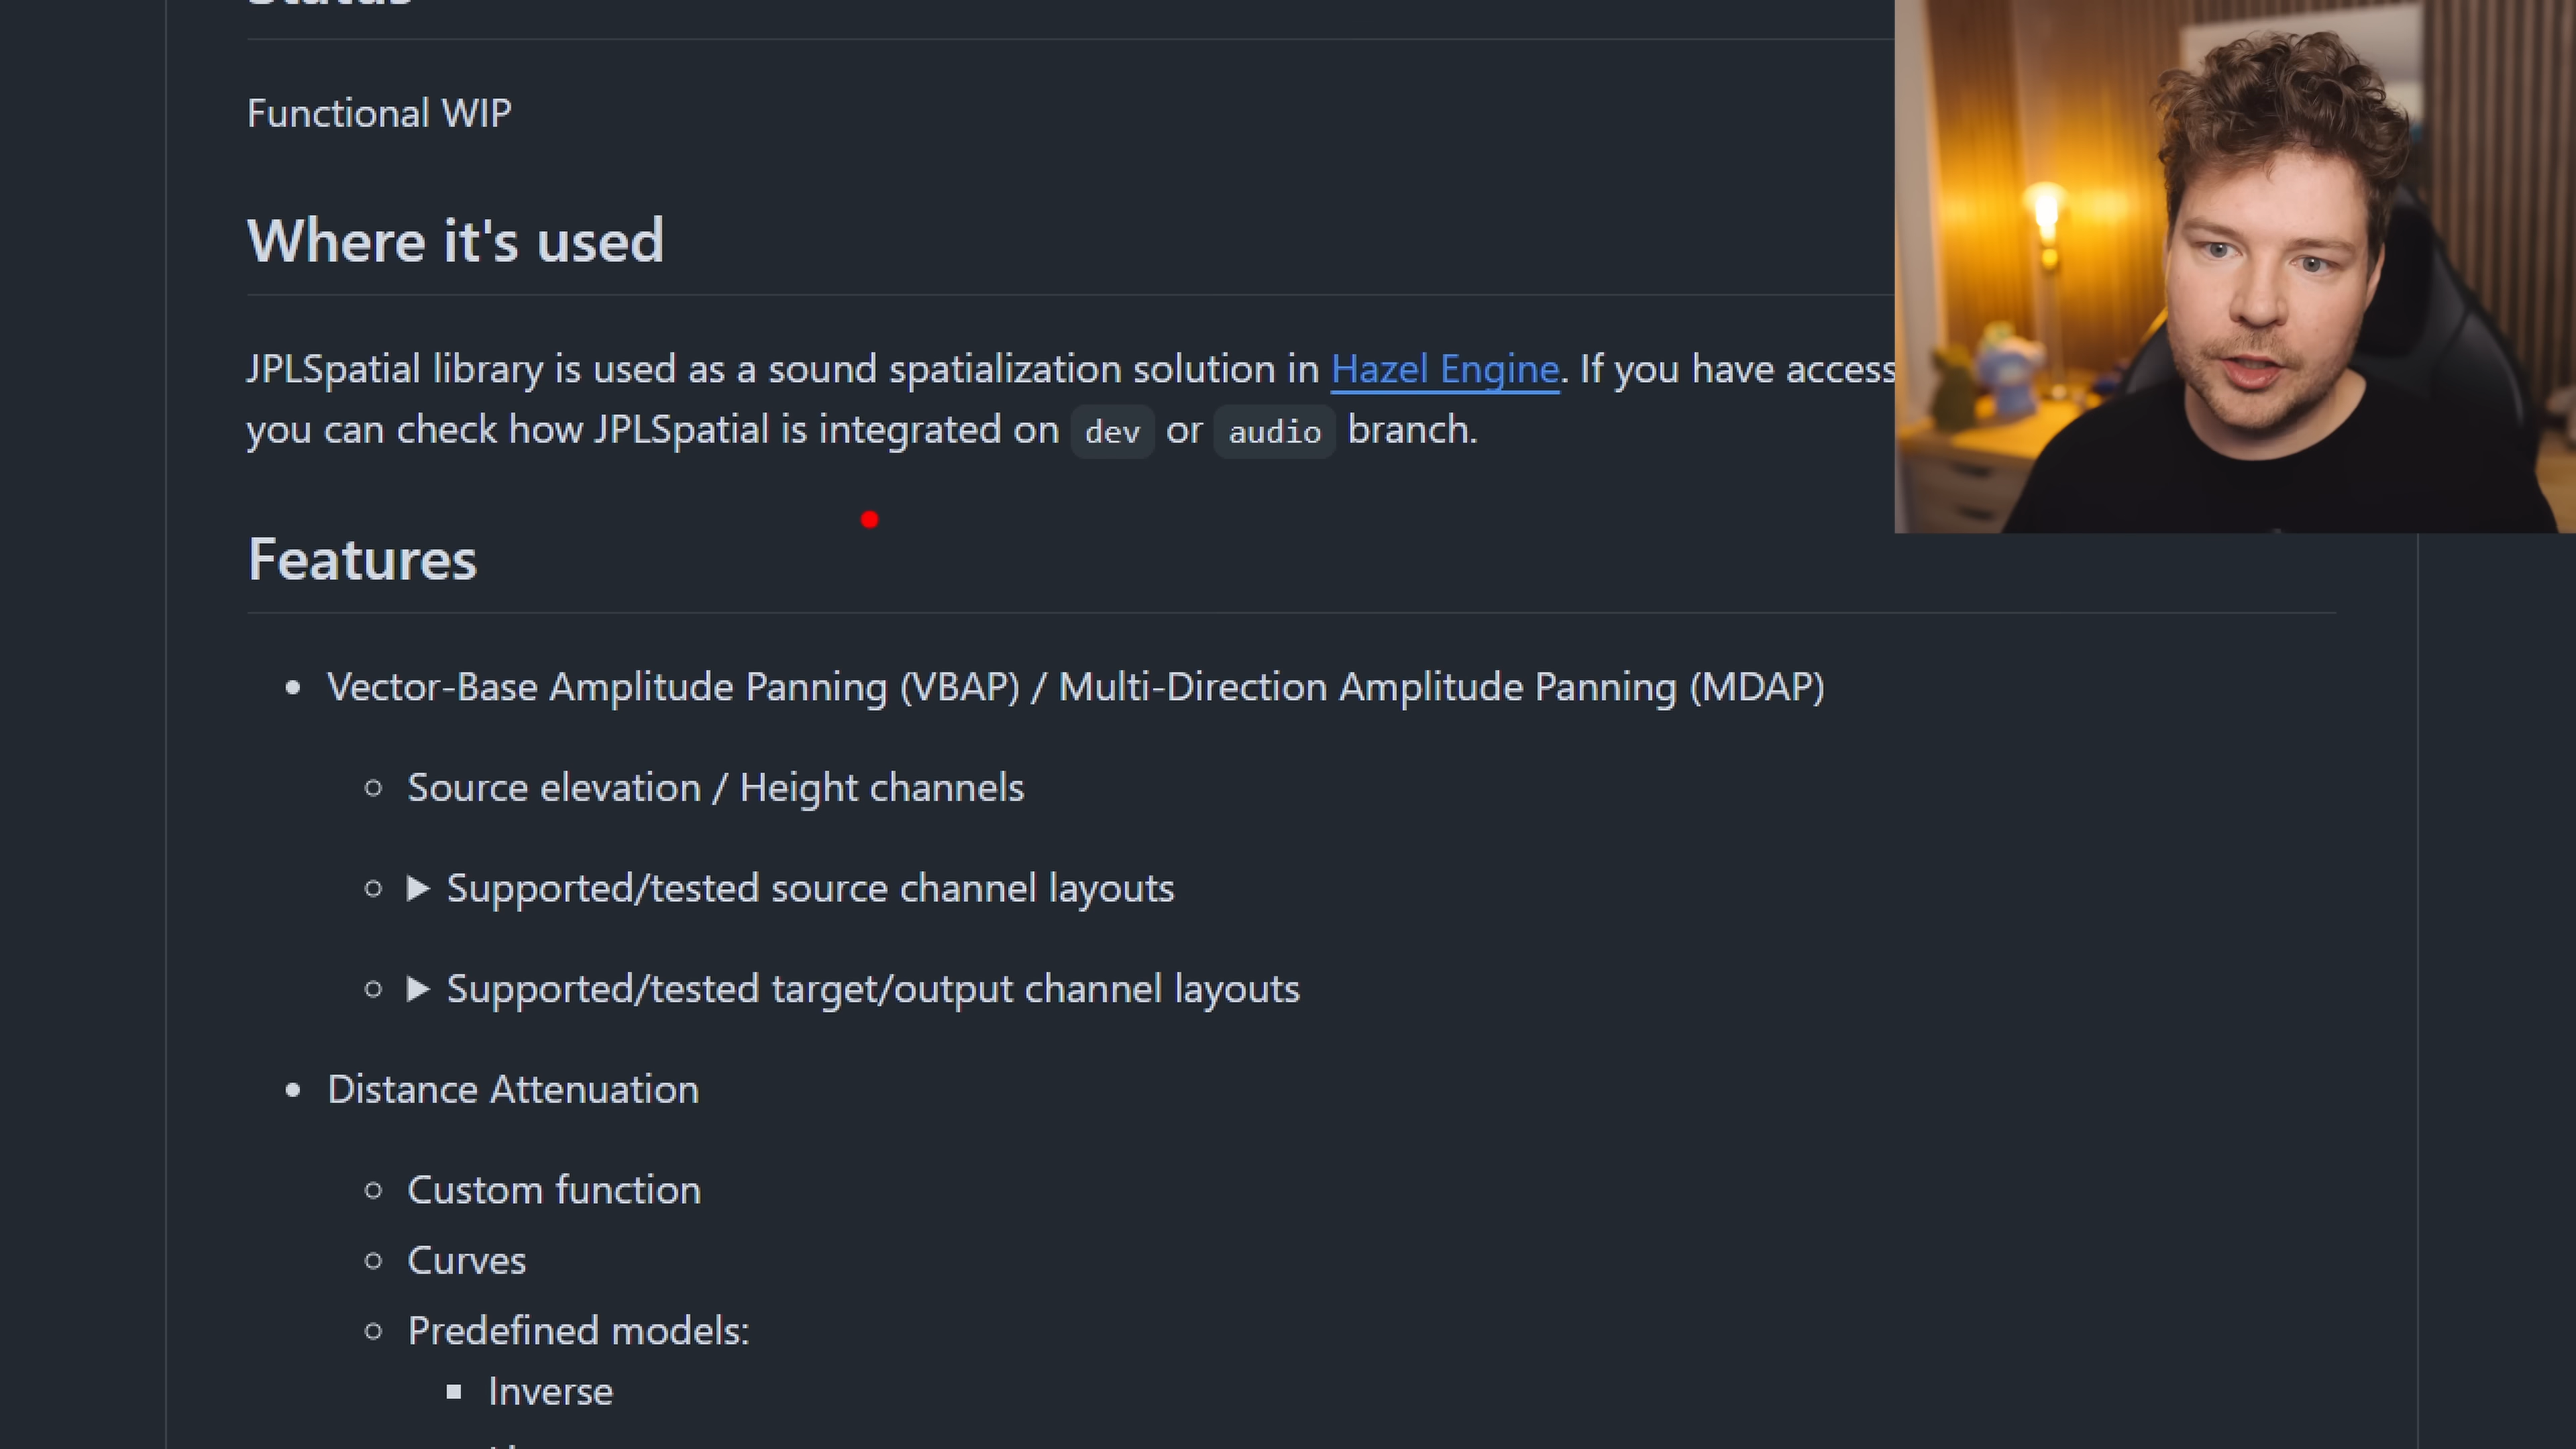 Status
Functional WIP
Where it's used
JPLSpatial library is used as a sound spatialization solution in Hazel Engine. If you have access
you can check how JPLSpatial is integrated on dev or audio branch.
Features
Vector-Base Amplitude Panning (VBAP) / Multi-Direction Amplitude Panning (MDAP)
Source elevation / Height channels
Supported/tested source channel layouts
Supported/tested target/output channel layouts
Distance Attenuation
Custom function
Curves
Predefined models:
Inverse